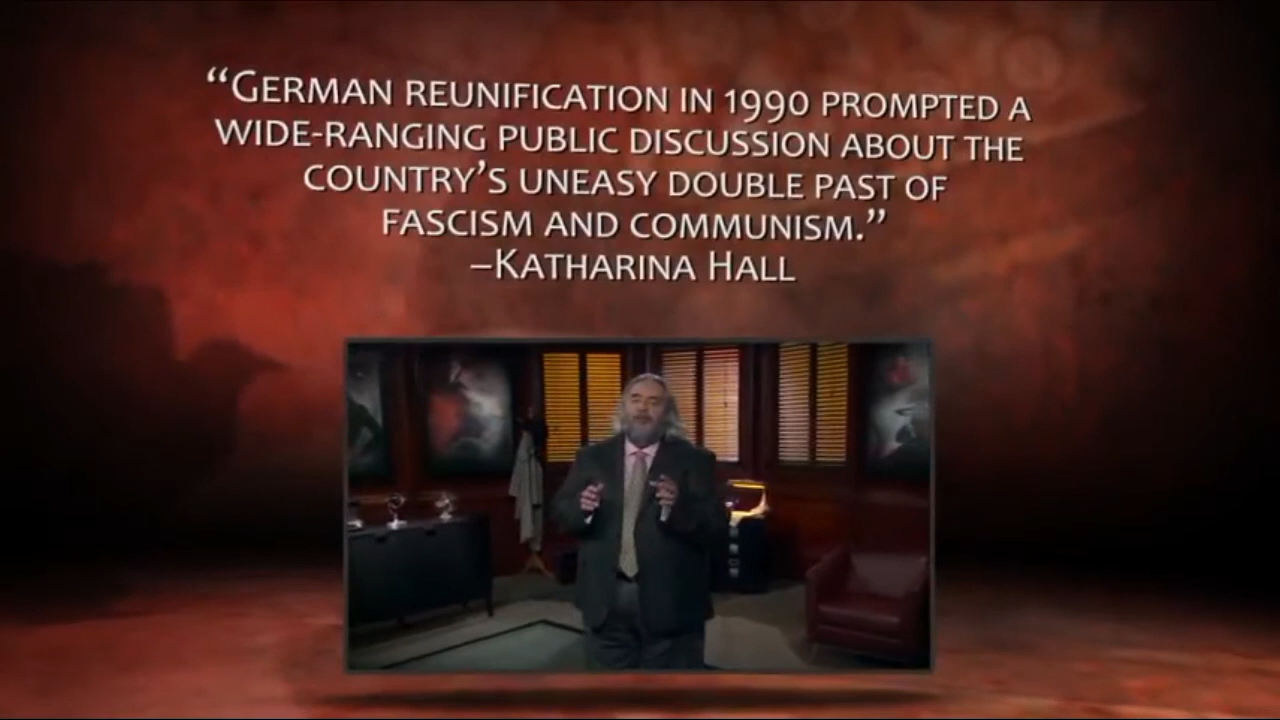 “German reunification in 1990 prompted a
wide-ranging public discussion about the
country’s uneasy double past of
fascism and communism.”
–Katharina Hall